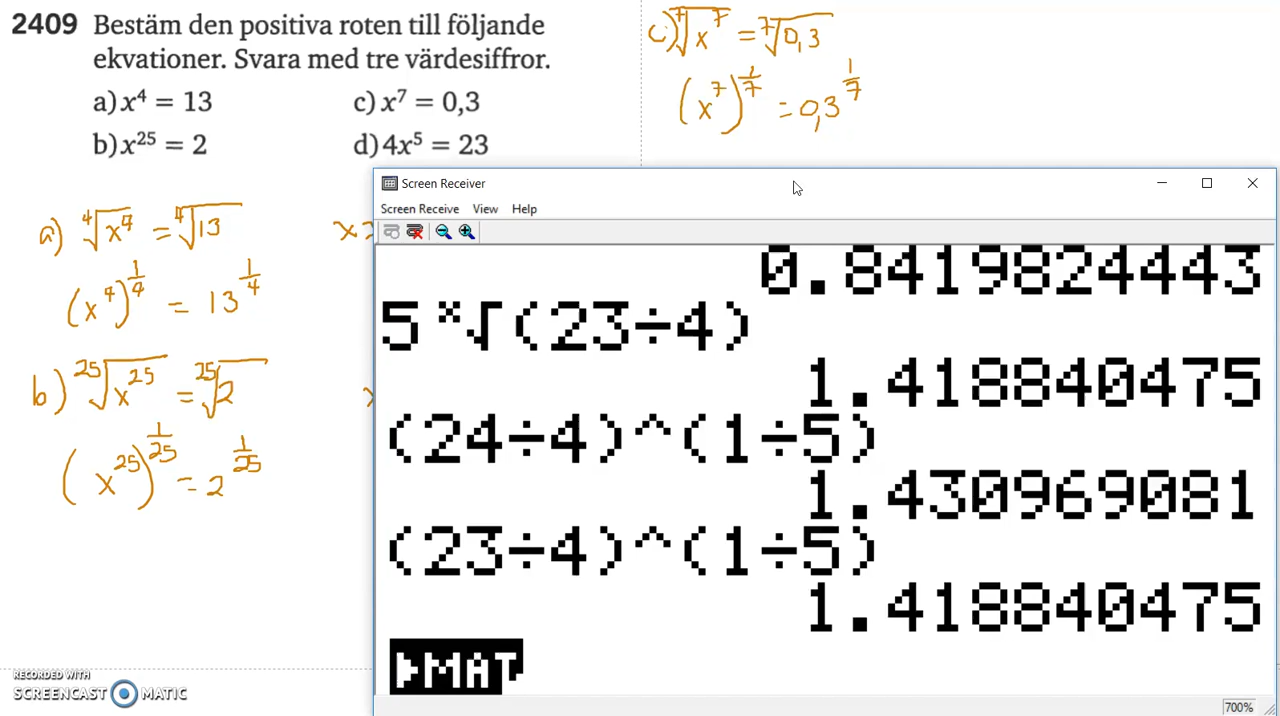 2409 Bestäm den positiva roten till följande
ekvationer. Svara med tre värdesiffror.
a) x⁴ = 13
c) x⁷ = 0,3
b) x²⁵ = 2
d) 4x⁵ = 23
c) ⁷√x⁷ = ⁷√0,3
(x⁷)^1/7 = 0,3^1/7
a) ⁴√x⁴ = ⁴√13
(x⁴)^1/4 = 13^1/4
b) ²⁵√x²⁵ = ²⁵√2
(x²⁵)^1/25 = 2^1/25
Screen Receiver
Screen Receive View Help
0.8419824443
5ˣ√(23÷4)
1.418840475
(24÷4)^(1÷5)
1.430969081
(23÷4)^(1÷5)
1.418840475
▶MAT
700%
RECORDED WITH
SCREENCAST MATIC